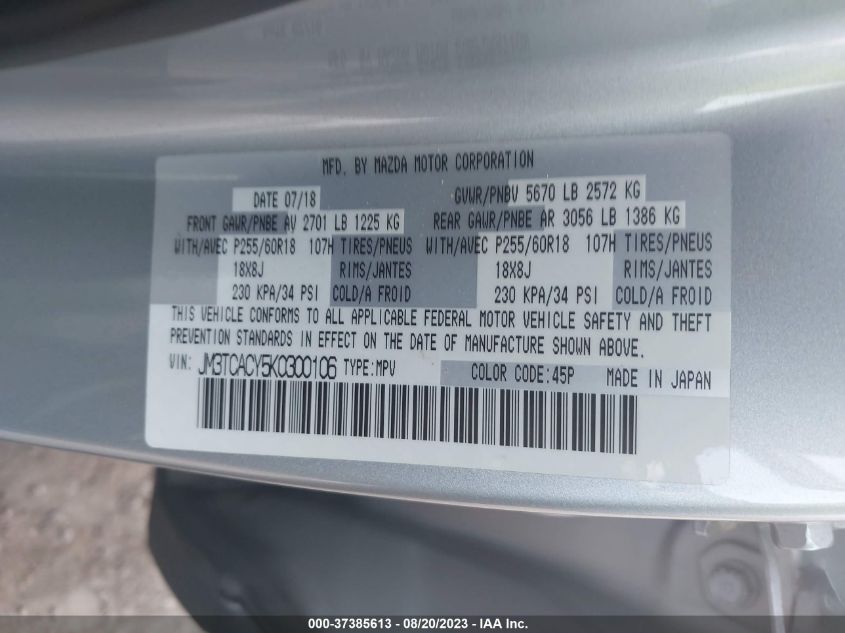 MFD. BY MAZDA MOTOR CORPORATION
DATE 07/18 GVWR/PNBV 5670 LB 2572 KG
FRONT GAWR/PNBE AV 2701 LB 1225 KG REAR GAWR/PNBE AR 3056 LB 1386 KG
WITH/AVEC P255/60R18 107H TIRES/PNEUS WITH/AVEC P255/60R18 107H TIRES/PNEUS
18X8J RIMS/JANTES 18X8J RIMS/JANTES
230 KPA/34 PSI COLD/A FROID 230 KPA/34 PSI COLD/A FROID
THIS VEHICLE CONFORMS TO ALL APPLICABLE FEDERAL MOTOR VEHICLE SAFETY AND THEFT
PREVENTION STANDARDS IN EFFECT ON THE DATE OF MANUFACTURE SHOWN ABOVE.
VIN: JM3TCACY5K0300106 TYPE:MPV COLOR CODE:45P MADE IN JAPAN
000-37385613 - 08/20/2023 - IAA Inc.